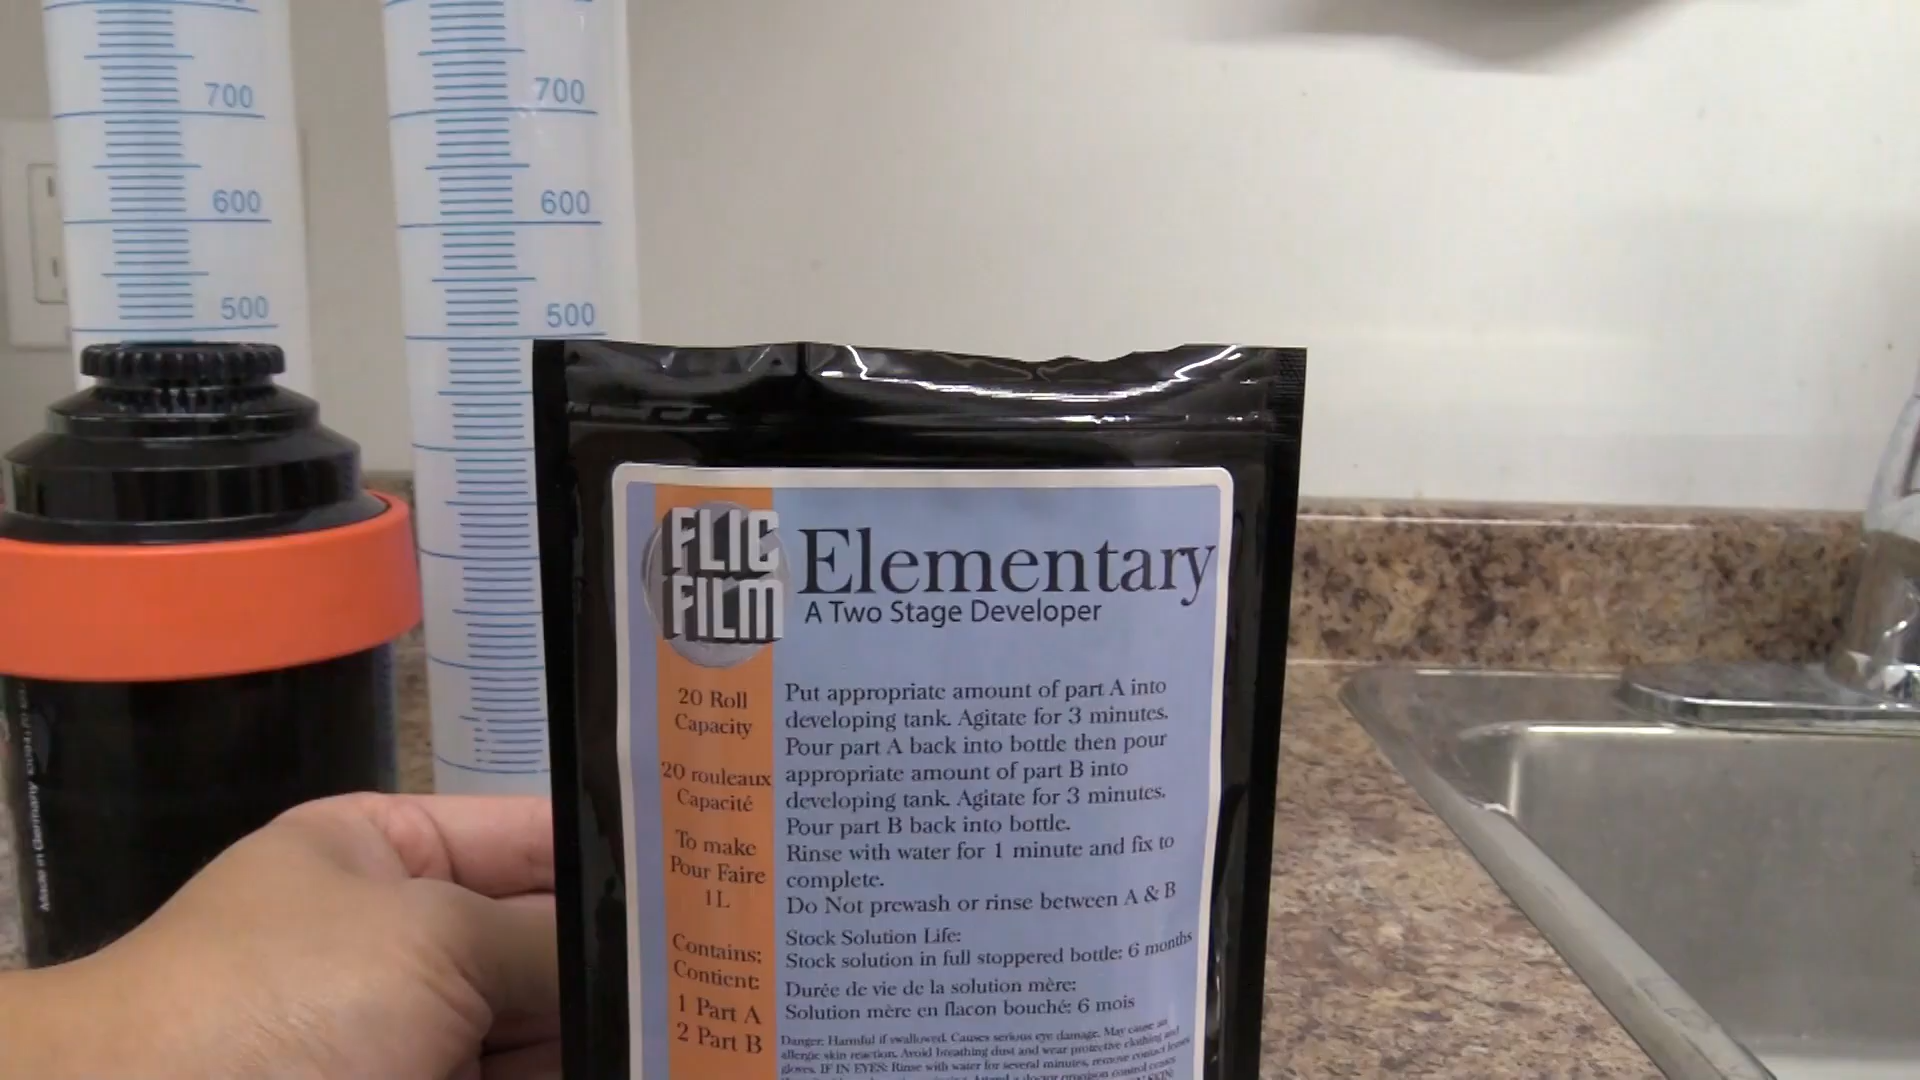 700
700
600
600
500
500
FLIC
FILM
Elementary
A Two Stage Developer
20 Roll
Capacity
20 rouleaux
Capacité
To make
Pour Faire
1L
Contains:
Contient:
1 Part A
2 Part B
Put appropriate amount of part A into
developing tank. Agitate for 3 minutes.
Pour part A back into bottle then pour
appropriate amount of part B into
developing tank. Agitate for 3 minutes.
Pour part B back into bottle.
Rinse with water for 1 minute and fix to
complete.
Do Not prewash or rinse between A & B
Stock Solution Life:
Stock solution in full stoppered bottle: 6 months
Durée de vie de la solution mère:
Solution mère en flacon bouché: 6 mois
Danger: Harmful if swallowed. Causes serious eye damage. May cause an
allergic skin reaction. Avoid breathing dust and wear protective clothing and
gloves. IF IN EYES: Rinse with water for several minutes, remove contact lenses
Made in Germany